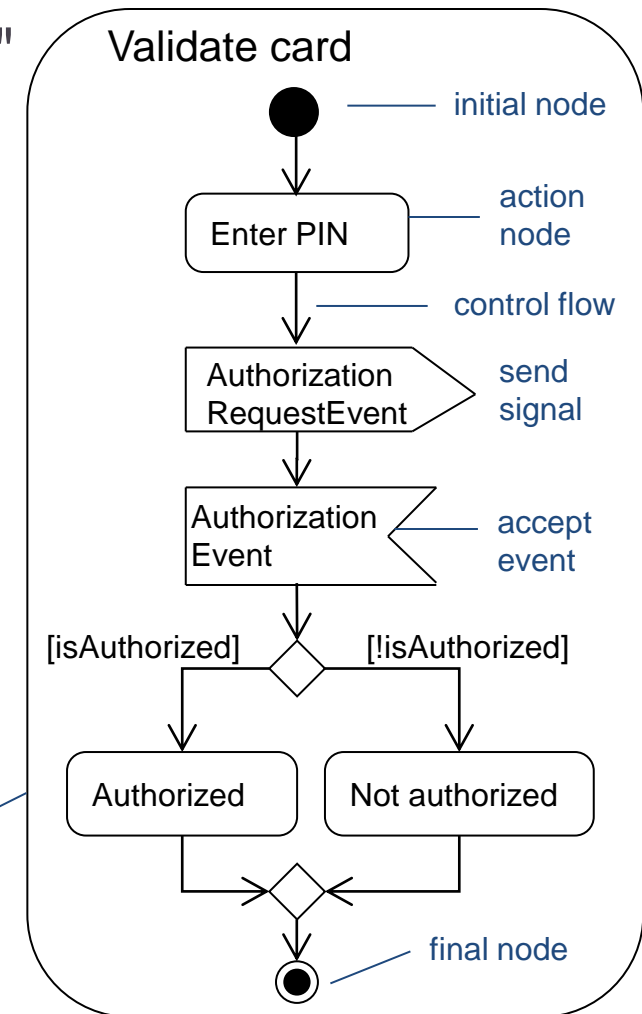 "
Validate card
initial node
Enter PIN
action
node
control flow
Authorization
RequestEvent
send
signal
Authorization
Event
accept
event
[isAuthorized]
[!isAuthorized]
Authorized
Not authorized
final node